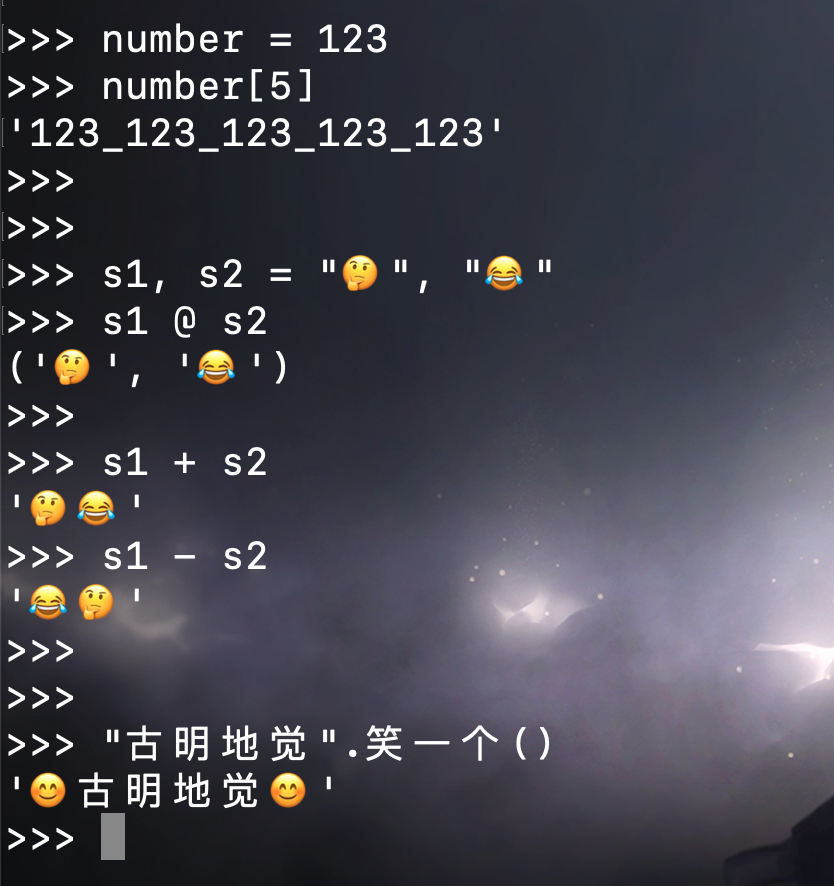 >>> number = 123
>>> number[5]
'123_123_123_123_123'
>>>
>>>
>>> s1, s2 = "🤔", "😂"
>>> s1 @ s2
('🤔', '😂')
>>>
>>> s1 + s2
'🤔😂'
>>> s1 - s2
'😂🤔'
>>>
>>>
>>> "古明地觉".笑一个()
'😊古明地觉😊'
>>>